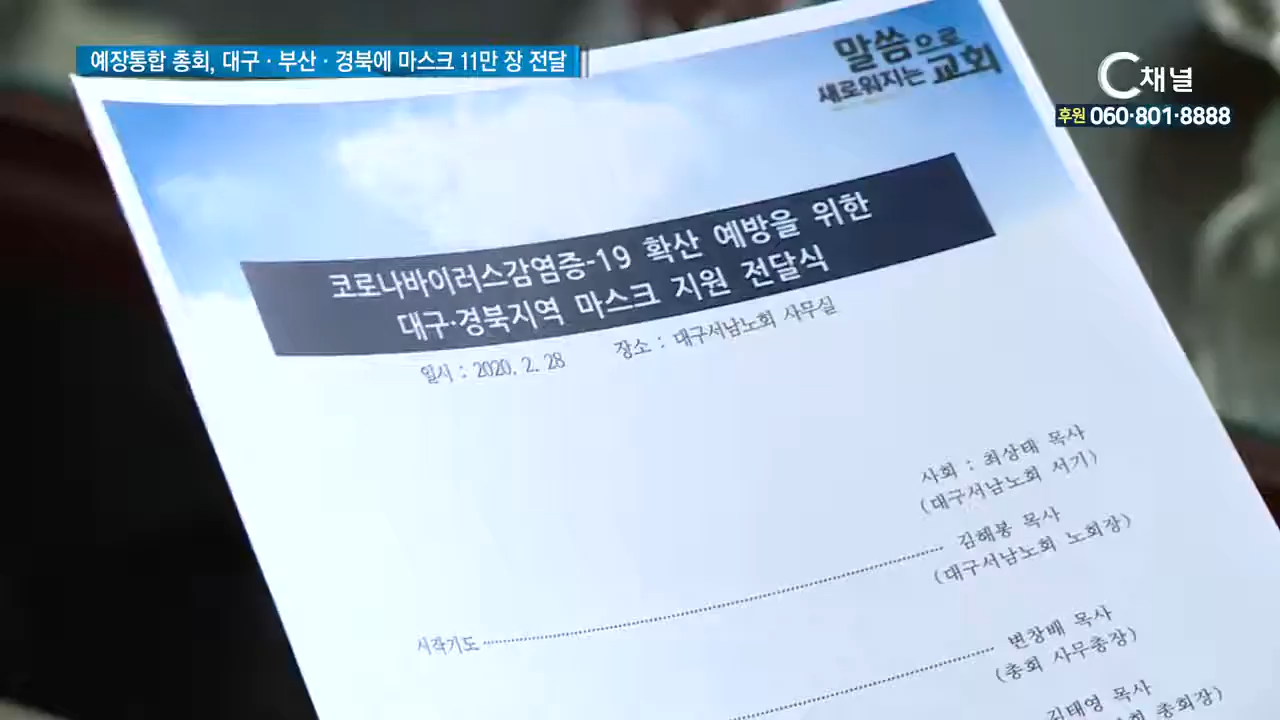 예장통합 총회, 대구·부산·경북에 마스크 11만 장 전달
C채널
후원 060·801·8888
말씀으로
새로워지는 교회
코로나바이러스감염증-19 확산 예방을 위한
대구·경북지역 마스크 지원 전달식
일시 : 2020. 2. 28 장소 : 대구서남노회 사무실
사회 : 최상태 목사
(대구서남노회 서기)
시작기도 김해봉 목사
(대구서남노회 노회장)
변창배 목사
(총회 사무총장)
김태영 목사
총회장)